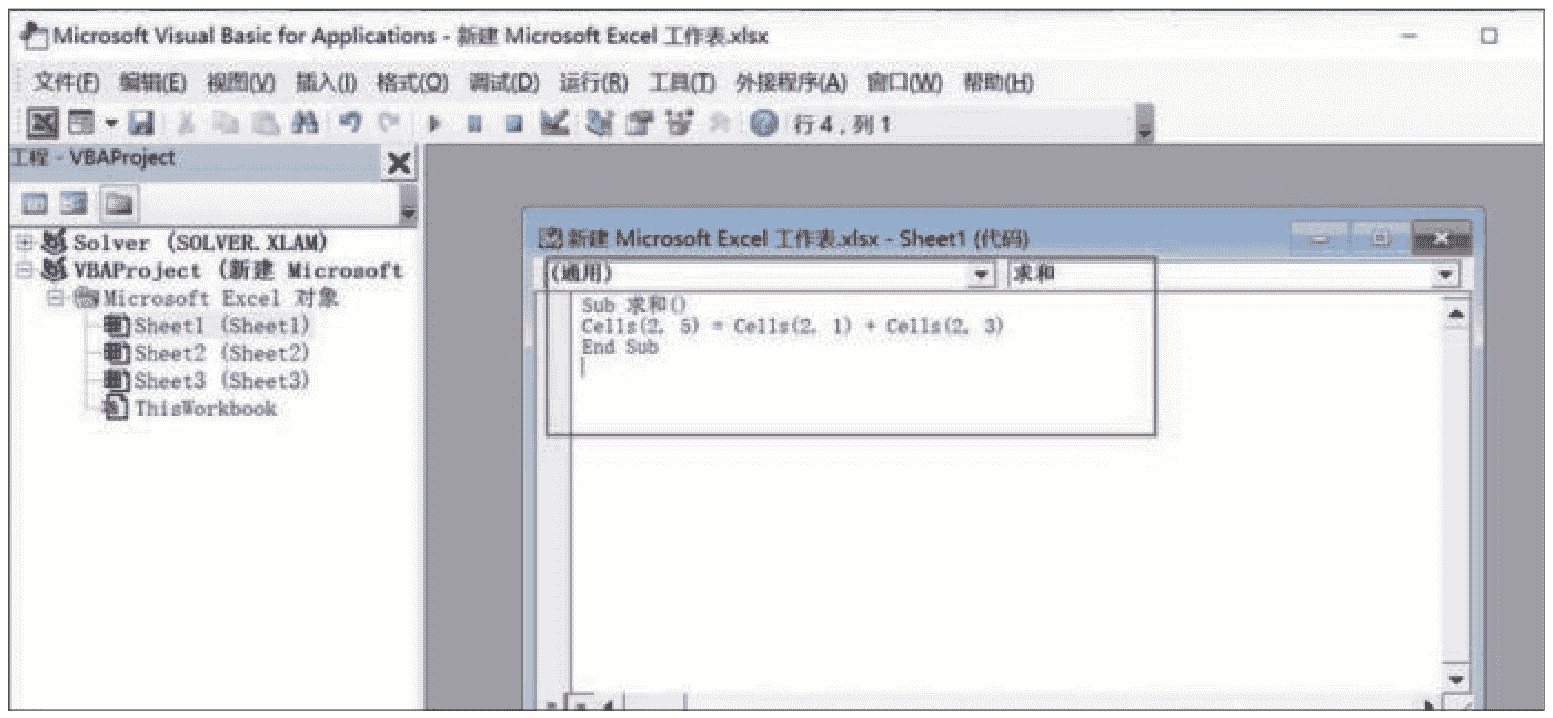 Microsoft Visual Basic for Applications - 新建 Microsoft Excel 工作表.xlsx
文件(F) 编辑(E) 视图(V) 插入(I) 格式(O) 调试(D) 运行(R) 工具(T) 外接程序(A) 窗口(W) 帮助(H)
行 4 , 列 1
工程 - VBAProject
Solver (SOLVER.XLAM)
VBAProject (新建 Microsoft
Microsoft Excel 对象
Sheet1 (Sheet1)
Sheet2 (Sheet2)
Sheet3 (Sheet3)
ThisWorkbook
新建 Microsoft Excel 工作表.xlsx - Sheet1 (代码)
(通用) 求和
Sub 求和()
Cells(2, 5) = Cells(2, 1) + Cells(2, 3)
End Sub